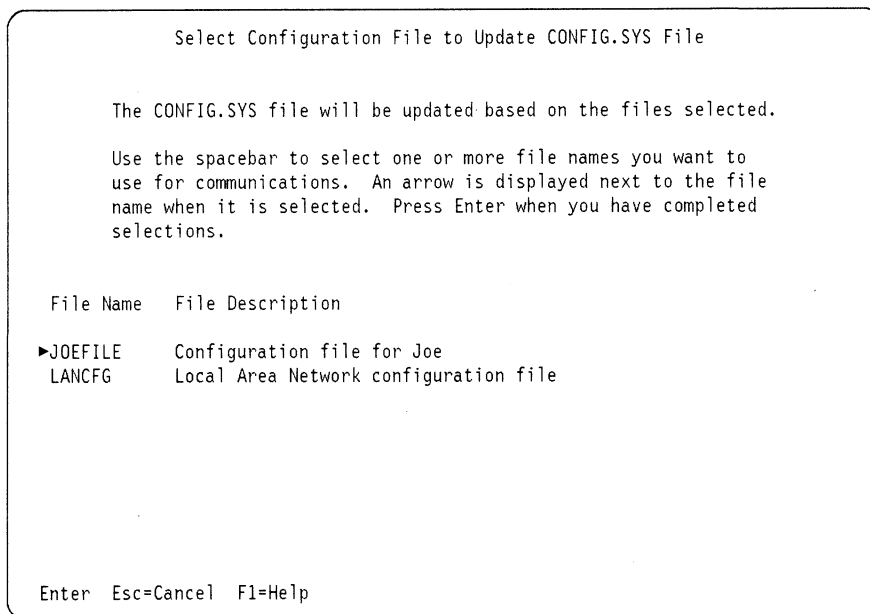 Select Configuration File to Update CONFIG.SYS File
The CONFIG.SYS file will be updated based on the files selected.
Use the spacebar to select one or more file names you want to
use for communications. An arrow is displayed next to the file
name when it is selected. Press Enter when you have completed
selections.
File Name File Description
►JOEFILE Configuration file for Joe
LANCFG Local Area Network configuration file
Enter Esc=Cancel F1=Help